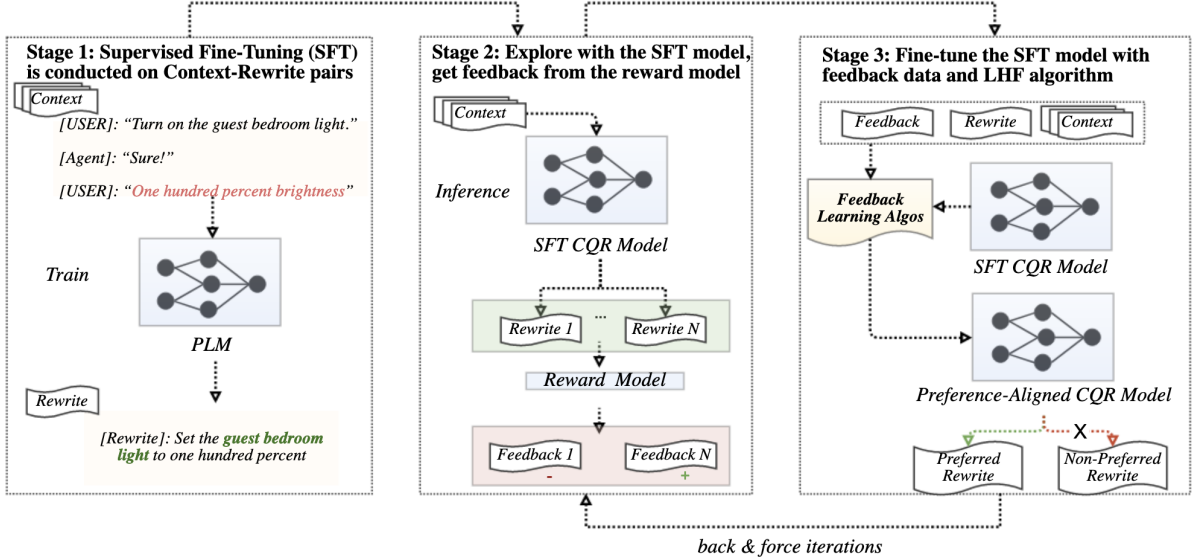 Stage 1: Supervised Fine-Tuning (SFT)
is conducted on Context-Rewrite pairs
Context
[USER]: “Turn on the guest bedroom light.”
[Agent]: “Sure!”
[USER]: “One hundred percent brightness”
Train
PLM
Rewrite
[Rewrite]: Set the guest bedroom
light to one hundred percent
Stage 2: Explore with the SFT model,
get feedback from the reward model
Context
Inference
SFT CQR Model
Rewrite 1
...
Rewrite N
Reward Model
Feedback 1
Feedback N
-
+
Stage 3: Fine-tune the SFT model with
feedback data and LHF algorithm
Feedback
Rewrite
Context
Feedback
Learning Algos
SFT CQR Model
Preference-Aligned CQR Model
X
Preferred
Rewrite
Non-Preferred
Rewrite
back & force iterations